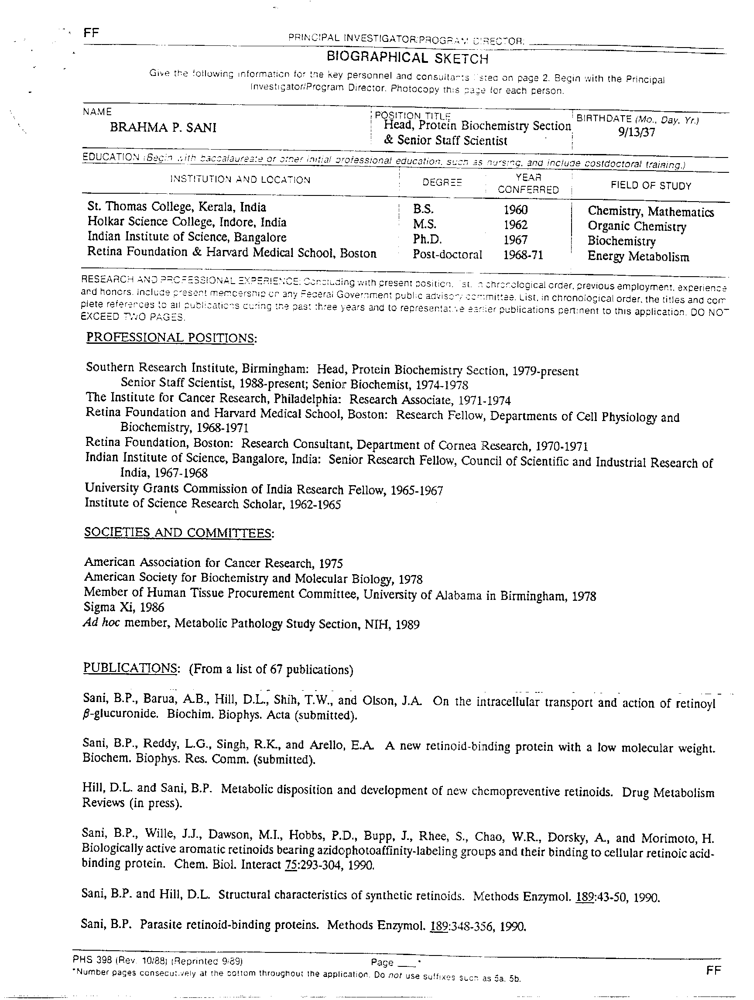 FF
PRINCIPAL INVESTIGATOR/PROGRAM DIRECTOR:
BIOGRAPHICAL SKETCH
Give the following information for the key personnel and consultants listed on page 2. Begin with the Principal
Investigator/Program Director. Photocopy this page for each person.
NAME
BRAHMA P. SANI
POSITION TITLE
Head, Protein Biochemistry Section
& Senior Staff Scientist
BIRTHDATE (Mo., Day, Yr.)
9/13/37
EDUCATION (Begin with baccalaureate or other initial professional education, such as nursing, and include postdoctoral training.)
INSTITUTION AND LOCATION DEGREE YEAR CONFERRED FIELD OF STUDY
St. Thomas College, Kerala, India B.S. 1960 Chemistry, Mathematics
Holkar Science College, Indore, India M.S. 1962 Organic Chemistry
Indian Institute of Science, Bangalore Ph.D. 1967 Biochemistry
Retina Foundation & Harvard Medical School, Boston Post-doctoral 1968-71 Energy Metabolism
RESEARCH AND PROFESSIONAL EXPERIENCE: Concluding with present position, list, in chronological order, previous employment, experience
and honors. Include present membership on any Federal Government public advisory committee. List, in chronological order, the titles and com
plete references to all publications during the past three years and to representative earlier publications pertinent to this application. DO NOT
EXCEED TWO PAGES.
PROFESSIONAL POSITIONS:
Southern Research Institute, Birmingham: Head, Protein Biochemistry Section, 1979-present
Senior Staff Scientist, 1988-present; Senior Biochemist, 1974-1978
The Institute for Cancer Research, Philadelphia: Research Associate, 1971-1974
Retina Foundation and Harvard Medical School, Boston: Research Fellow, Departments of Cell Physiology and
Biochemistry, 1968-1971
Retina Foundation, Boston: Research Consultant, Department of Cornea Research, 1970-1971
Indian Institute of Science, Bangalore, India: Senior Research Fellow, Council of Scientific and Industrial Research of
India, 1967-1968
University Grants Commission of India Research Fellow, 1965-1967
Institute of Science Research Scholar, 1962-1965
SOCIETIES AND COMMITTEES:
American Association for Cancer Research, 1975
American Society for Biochemistry and Molecular Biology, 1978
Member of Human Tissue Procurement Committee, University of Alabama in Birmingham, 1978
Sigma Xi, 1986
Ad hoc member, Metabolic Pathology Study Section, NIH, 1989
PUBLICATIONS: (From a list of 67 publications)
Sani, B.P., Barua, A.B., Hill, D.L., Shih, T.W., and Olson, J.A. On the intracellular transport and action of retinoyl
β-glucuronide. Biochim. Biophys. Acta (submitted).
Sani, B.P., Reddy, L.G., Singh, R.K., and Arello, E.A. A new retinoid-binding protein with a low molecular weight.
Biochem. Biophys. Res. Comm. (submitted).
Hill, D.L. and Sani, B.P. Metabolic disposition and development of new chemopreventive retinoids. Drug Metabolism
Reviews (in press).
Sani, B.P., Wille, J.J., Dawson, M.I., Hobbs, P.D., Bupp, J., Rhee, S., Chao, W.R., Dorsky, A., and Morimoto, H.
Biologically active aromatic retinoids bearing azidophotoaffinity-labeling groups and their binding to cellular retinoic acid-
binding protein. Chem. Biol. Interact 75:293-304, 1990.
Sani, B.P. and Hill, D.L. Structural characteristics of synthetic retinoids. Methods Enzymol. 189:43-50, 1990.
Sani, B.P. Parasite retinoid-binding proteins. Methods Enzymol. 189:348-356, 1990.
PHS 398 (Rev. 10/88) (Reprinted 9/89) Page ___*
*Number pages consecutively at the bottom throughout the application. Do not use suffixes such as 5a, 5b.
FF